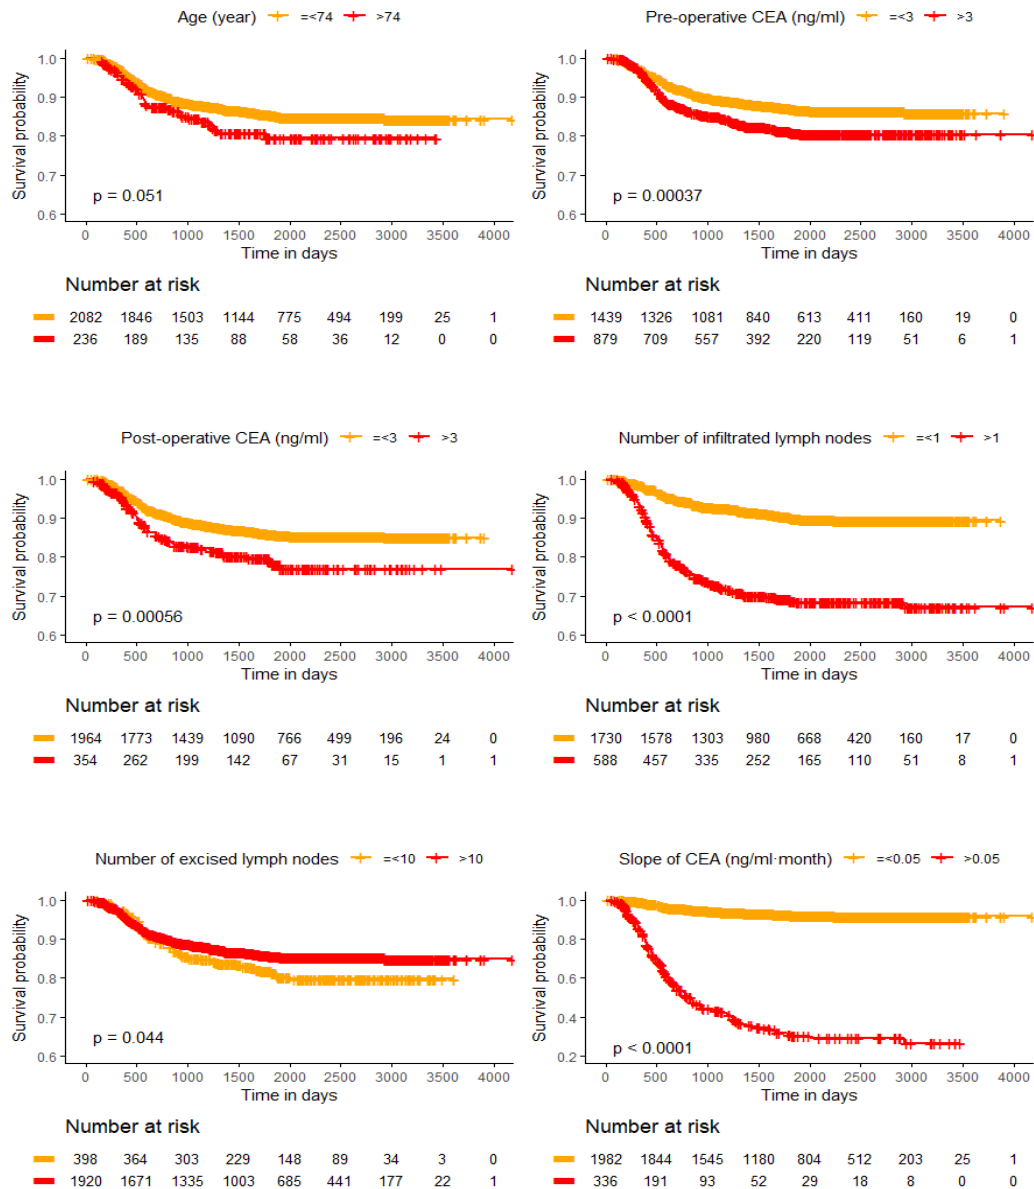 Age (year) =<74 >74
Survival probability
1.0
0.9
0.8
0.7
0.6
p = 0.051
0 500 1000 1500 2000 2500 3000 3500 4000
Time in days
Number at risk
2082 1846 1503 1144 775 494 199 25 1
236 189 135 88 58 36 12 0 0
Pre-operative CEA (ng/ml) =<3 >3
Survival probability
1.0
0.9
0.8
0.7
0.6
p = 0.00037
0 500 1000 1500 2000 2500 3000 3500 4000
Time in days
Number at risk
1439 1326 1081 840 613 411 160 19 0
879 709 557 392 220 119 51 6 1
Post-operative CEA (ng/ml) =<3 >3
Survival probability
1.0
0.9
0.8
0.7
0.6
p = 0.00056
0 500 1000 1500 2000 2500 3000 3500 4000
Time in days
Number at risk
1964 1773 1439 1090 766 499 196 24 0
354 262 199 142 67 31 15 1 1
Number of infiltrated lymph nodes =<1 >1
Survival probability
1.0
0.9
0.8
0.7
0.6
p < 0.0001
0 500 1000 1500 2000 2500 3000 3500 4000
Time in days
Number at risk
1730 1578 1303 980 668 420 160 17 0
588 457 335 252 165 110 51 8 1
Number of excised lymph nodes =<10 >10
Survival probability
1.0
0.9
0.8
0.7
0.6
p = 0.044
0 500 1000 1500 2000 2500 3000 3500 4000
Time in days
Number at risk
398 364 303 229 148 89 34 3 0
1920 1671 1335 1003 685 441 177 22 1
Slope of CEA (ng/ml·month) =<0.05 >0.05
Survival probability
1.0
0.8
0.6
0.4
0.2
p < 0.0001
0 500 1000 1500 2000 2500 3000 3500 4000
Time in days
Number at risk
1982 1844 1545 1180 804 512 203 25 1
336 191 93 52 29 18 8 0 0